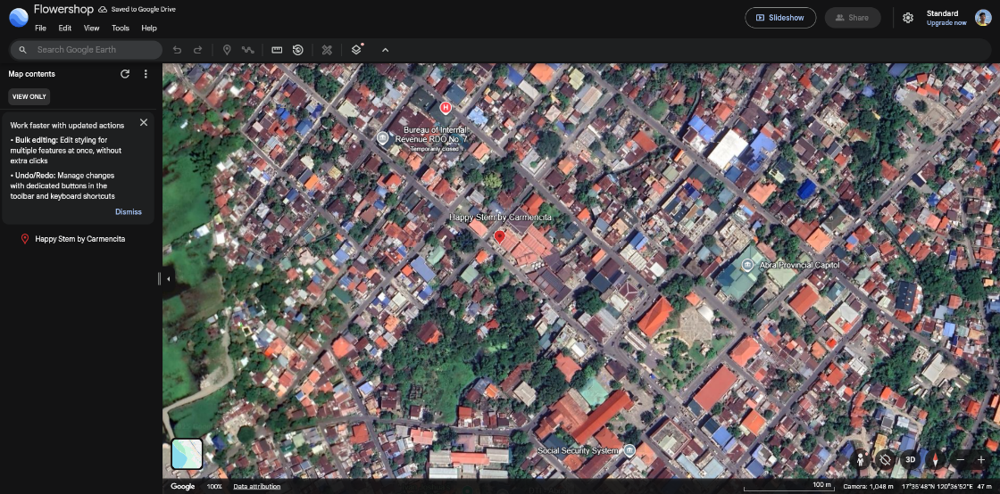 Flowershop
Saved to Google Drive
File Edit View Tools Help
Slideshow
Share
Standard
Upgrade now
Search Google Earth
Map contents
VIEW ONLY
Work faster with updated actions
• Bulk editing: Edit styling for
multiple features at once, without
extra clicks
• Undo/Redo: Manage changes
with dedicated buttons in the
toolbar and keyboard shortcuts
Dismiss
Happy Stem by Carmencita
H
Bureau of Internal
Revenue RDO No. 7
Temporarily closed
Happy Stem by Carmencita
Abra Provincial Capitol
Social Security System
3D
Google
100%
Data attribution
100 m
Camera: 1,048 m
17°35'48"N 120°36'52"E
47 m